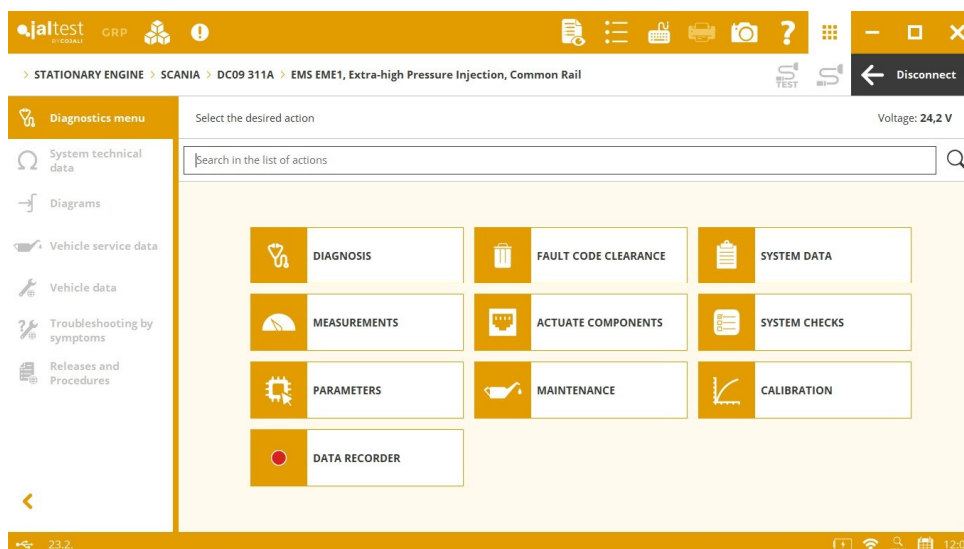 jaltest GRP
BY COJALI
STATIONARY ENGINE > SCANIA > DC09 311A > EMS EME1, Extra-high Pressure Injection, Common Rail
TEST
Disconnect
Diagnostics menu
Select the desired action
Voltage: 24,2 V
System technical
data
Search in the list of actions
Diagrams
Vehicle service data
Vehicle data
Troubleshooting by
symptoms
Releases and
Procedures
DIAGNOSIS
FAULT CODE CLEARANCE
SYSTEM DATA
MEASUREMENTS
ACTUATE COMPONENTS
SYSTEM CHECKS
PARAMETERS
MAINTENANCE
CALIBRATION
DATA RECORDER
23.2.
12:0